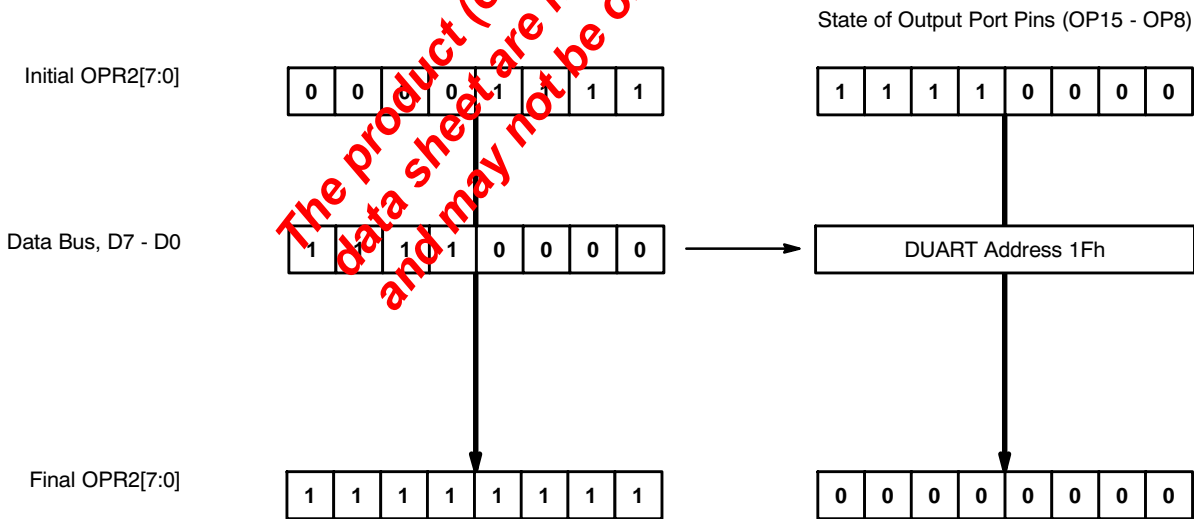 State of Output Port Pins (OP15 - OP8)
Initial OPR2[7:0]
0 0 0 0 1 1 1 1
1 1 1 1 0 0 0 0
Data Bus, D7 - D0
1 1 1 1 0 0 0 0
DUART Address 1Fh
Final OPR2[7:0]
1 1 1 1 1 1 1 1
0 0 0 0 0 0 0 0
The product (
data sheet are
and may not be